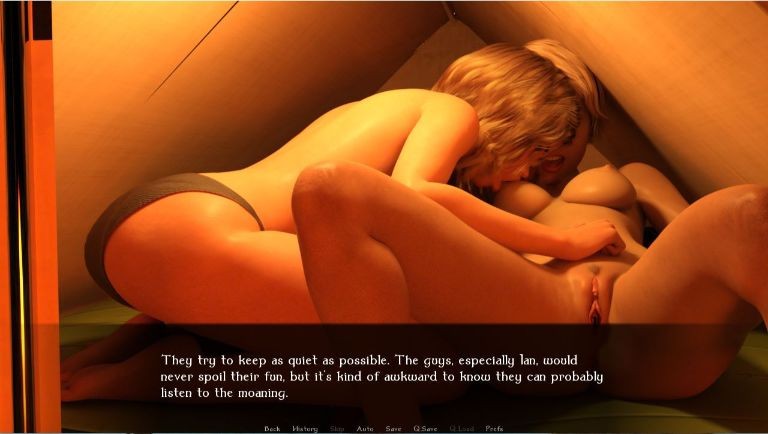 They try to keep as quiet as possible. The guys, especially Ian, would
never spoil their fun, but it's kind of awkward to know they can probably
listen to the moaning.
Back History Skip Auto Save Q.Save Q.Load Prefs